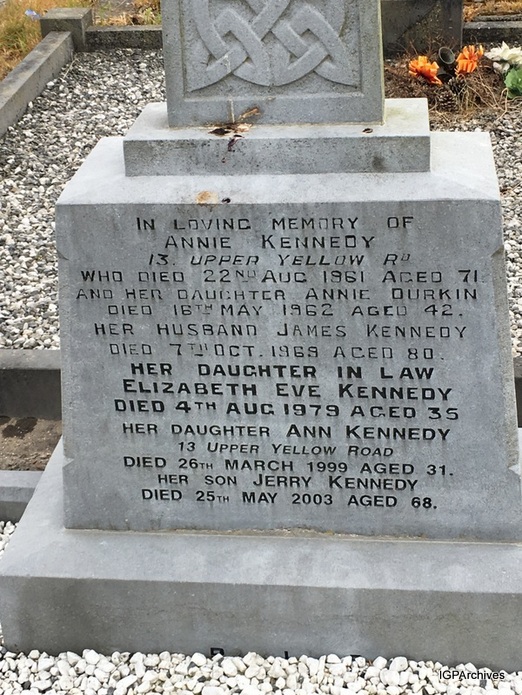 In Loving Memory of
Annie Kennedy
13. Upper Yellow Rd
who died 22nd Aug 1961 aged 71
and her daughter Annie Durkin
died 16th May 1962 aged 42.
her husband James Kennedy
died 7th Oct. 1969 aged 80.
her daughter in law
Elizabeth Eve Kennedy
died 4th Aug 1979 aged 35
her daughter Ann Kennedy
13 Upper Yellow Road
died 26th March 1999 aged 31.
her son Jerry Kennedy
died 25th May 2003 aged 68.
IGPArchives